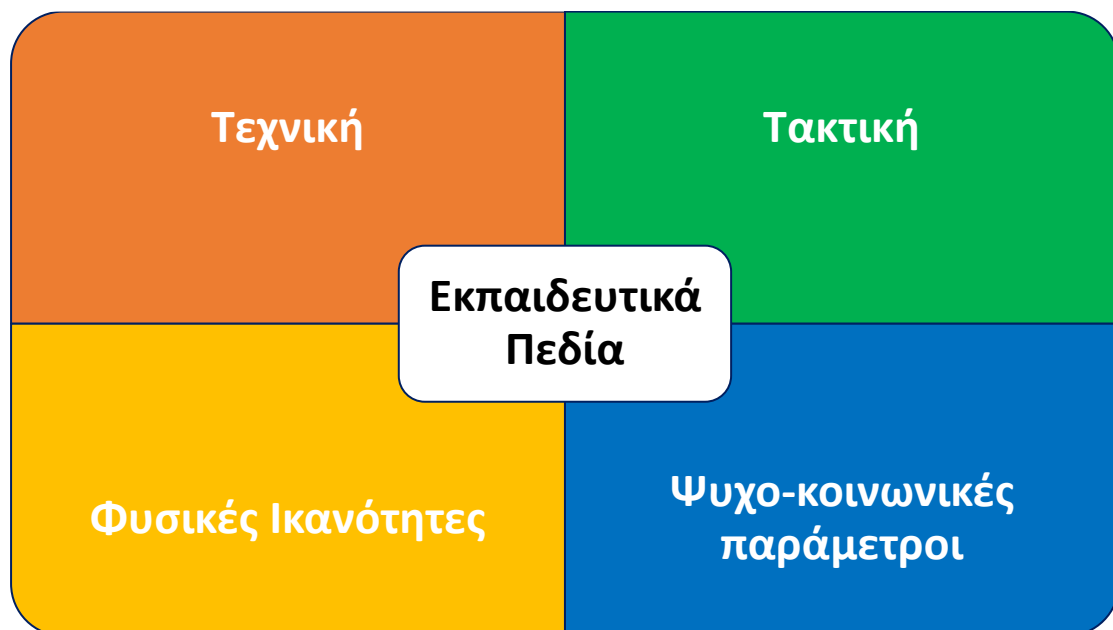 Τεχνική
Τακτική
Εκπαιδευτικά
Πεδία
Φυσικές Ικανότητες
Ψυχο-κοινωνικές
παράμετροι